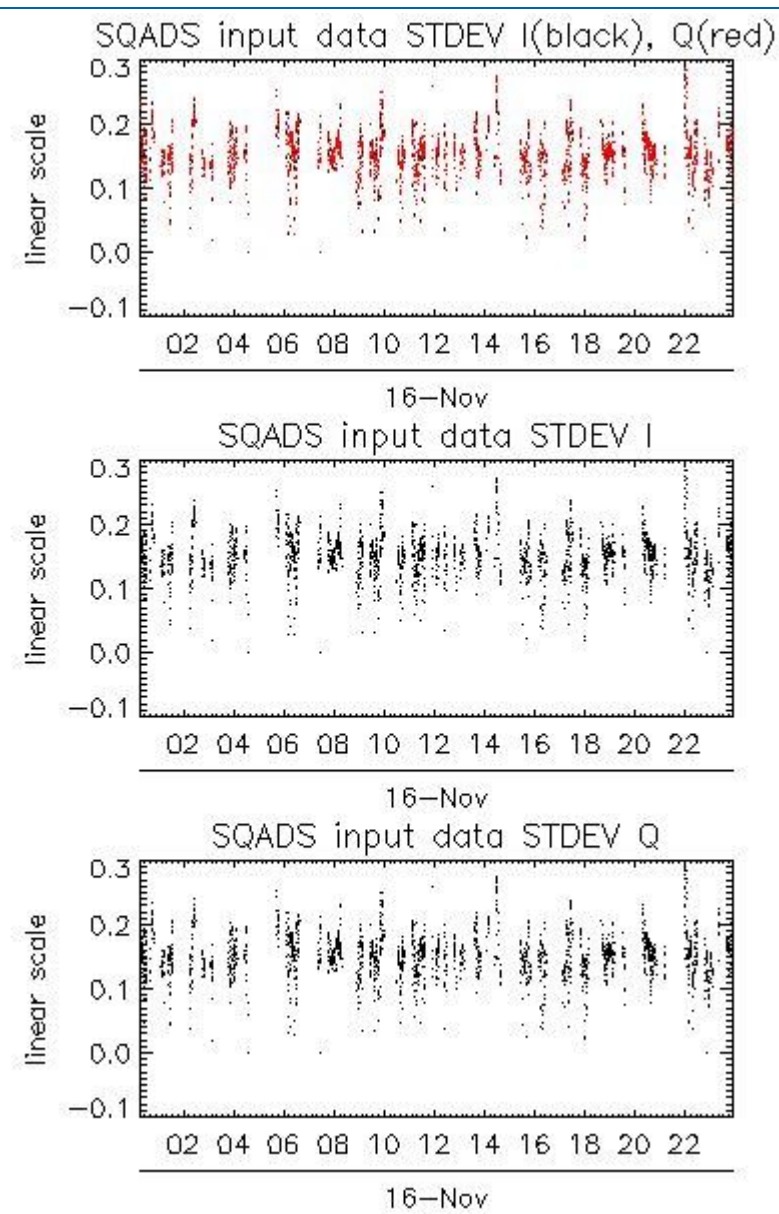 SQADS input data STDEV I(black), Q(red)
0.3
0.2
0.1
0.0
−0.1
linear scale
02 04 06 08 10 12 14 16 18 20 22
16−Nov
SQADS input data STDEV I
0.3
0.2
0.1
0.0
−0.1
linear scale
02 04 06 08 10 12 14 16 18 20 22
16−Nov
SQADS input data STDEV Q
0.3
0.2
0.1
0.0
−0.1
linear scale
02 04 06 08 10 12 14 16 18 20 22
16−Nov